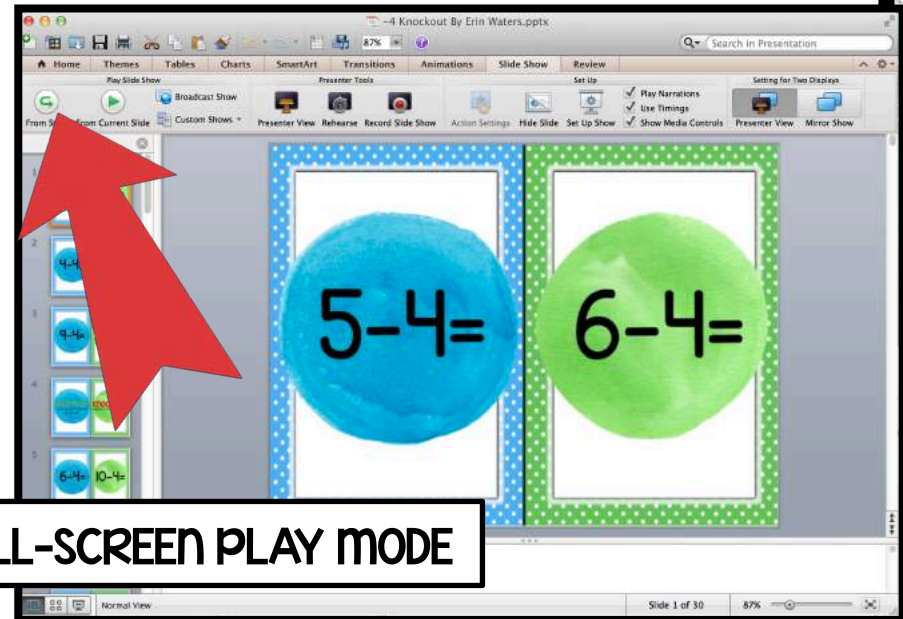 -4 Knockout By Erin Waters.pptx
87%
Search in Presentation
Home Themes Tables Charts SmartArt Transitions Animations Slide Show Review
Play Slide Show Presenter Tools Set Up Setting for Two Displays
Broadcast Show
Custom Shows
Play Narrations
Use Timings
Show Media Controls
From Current Slide Presenter View Rehearse Record Slide Show Action Settings Hide Slide Set Up Show Presenter View Mirror Show
1
2
3
9-4=
4
5
6-4= 10-4=
5-4= 6-4=
-SCREEN PLAY MODE
Normal View Slide 1 of 30 87%